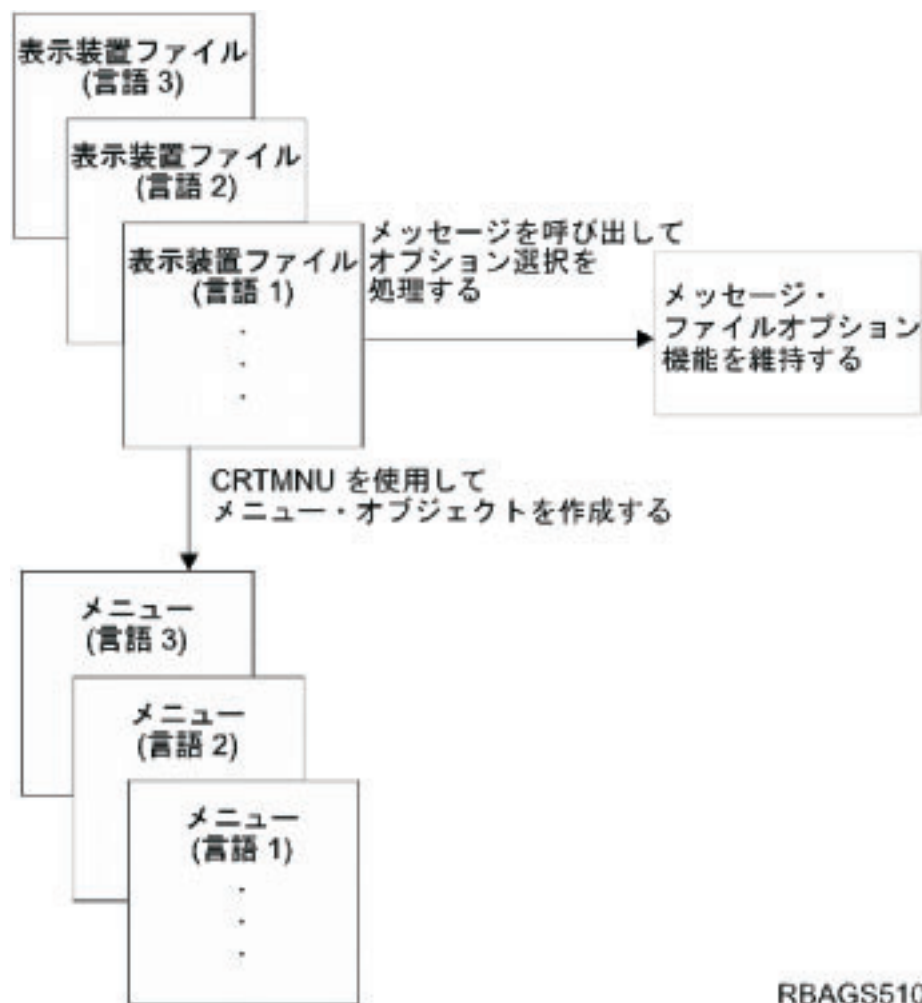 表示装置ファイル
(言語 3)
表示装置ファイル
(言語 2)
表示装置ファイル
(言語 1)
メッセージを呼び出して
オプション選択を
処理する
メッセージ・
ファイルオプション
機能を維持する
CRTMNU を使用して
メニュー・オブジェクトを作成する
メニュー
(言語 3)
メニュー
(言語 2)
メニュー
(言語 1)
RBAGS510